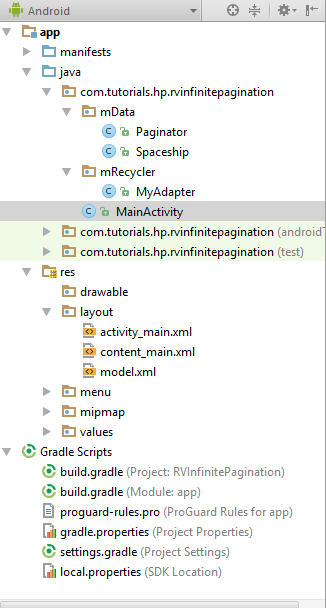 Android
app
manifests
java
com.tutorials.hp.rvinfinitepagination
mData
C Paginator
C Spaceship
mRecycler
C MyAdapter
C MainActivity
com.tutorials.hp.rvinfinitepagination (android
com.tutorials.hp.rvinfinitepagination (test)
res
drawable
layout
activity_main.xml
content_main.xml
model.xml
menu
mipmap
values
Gradle Scripts
build.gradle (Project: RVInfinitePagination)
build.gradle (Module: app)
proguard-rules.pro (ProGuard Rules for app)
gradle.properties (Project Properties)
settings.gradle (Project Settings)
local.properties (SDK Location)